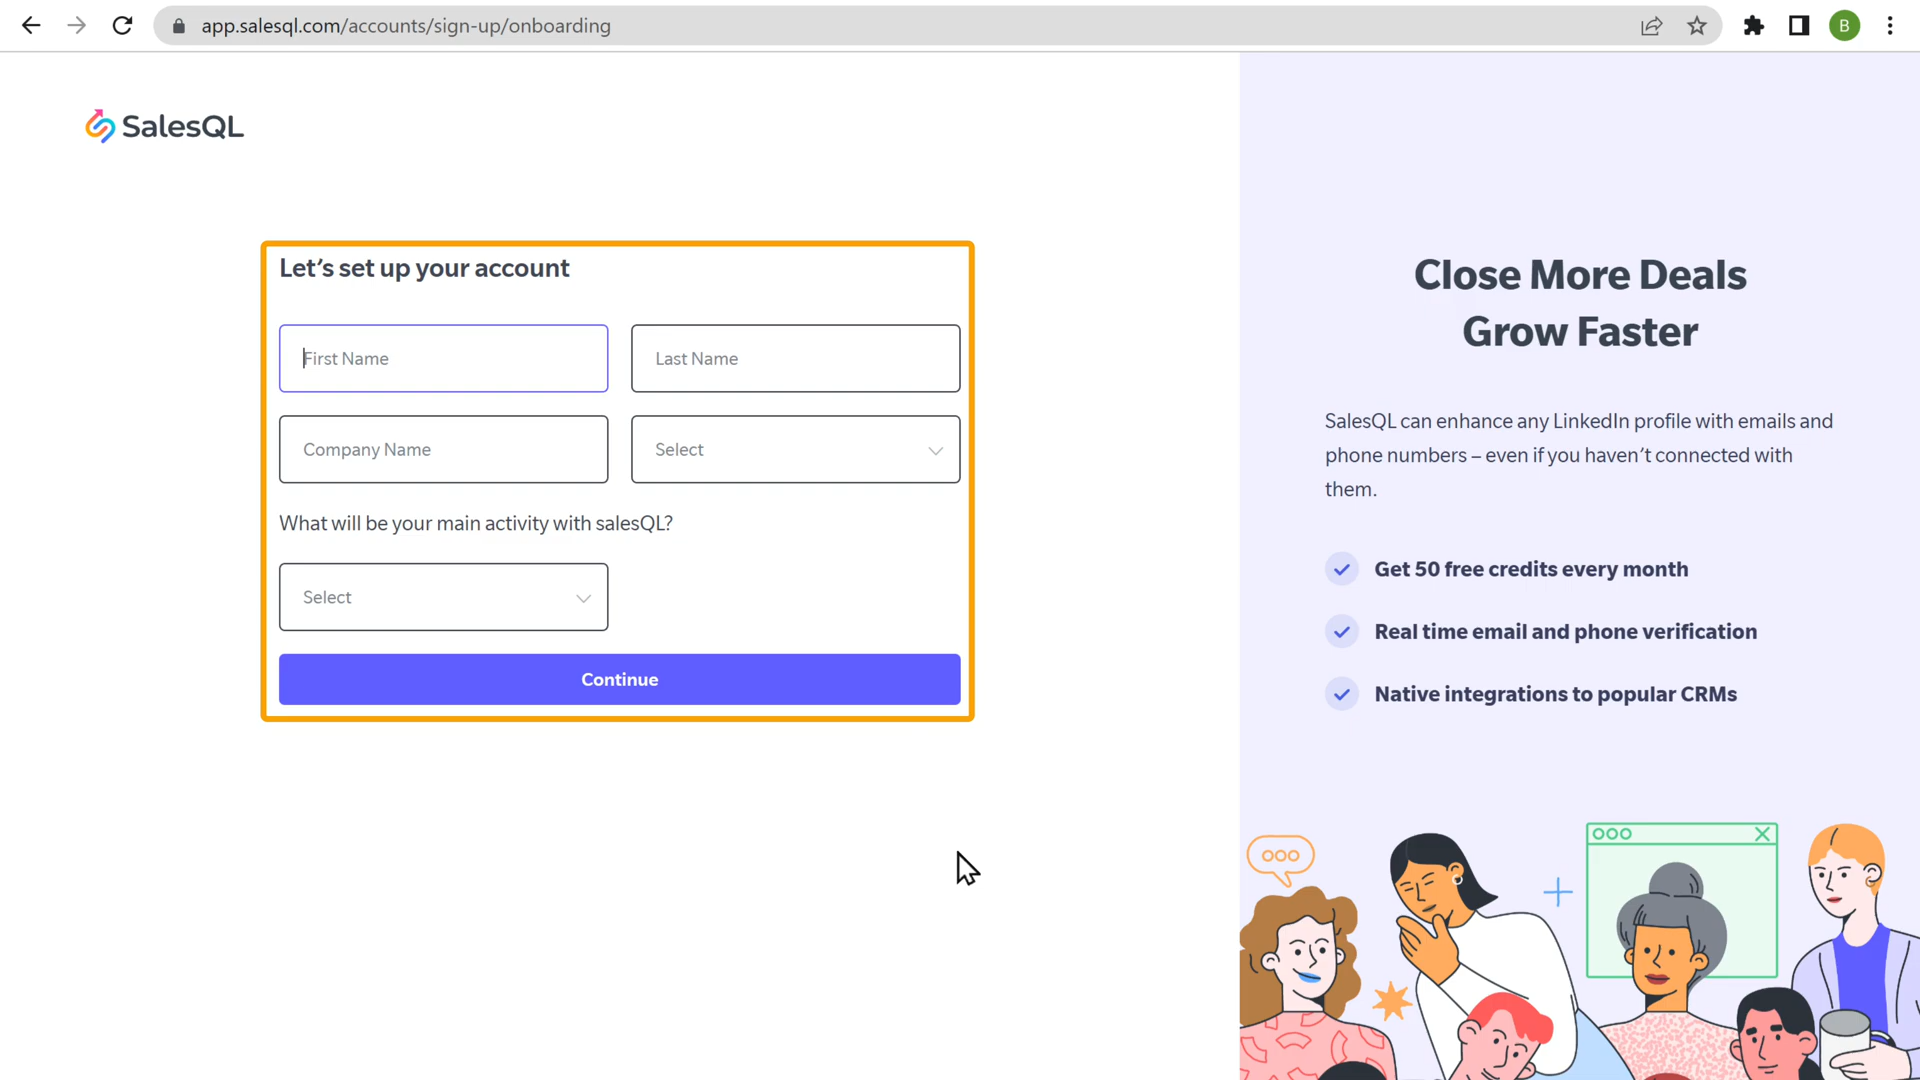 app.salesql.com/accounts/sign-up/onboarding
B
SalesQL
Let's set up your account
First Name
Last Name
Company Name
Select
What will be your main activity with salesQL?
Select
Continue
Close More Deals
Grow Faster
SalesQL can enhance any LinkedIn profile with emails and
phone numbers – even if you haven't connected with
them.
Get 50 free credits every month
Real time email and phone verification
Native integrations to popular CRMs